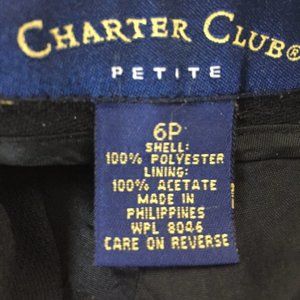 CHARTER CLUB®
PETITE
6P
SHELL:
100% POLYESTER
LINING:
100% ACETATE
MADE IN
PHILIPPINES
WPL 8046
CARE ON REVERSE